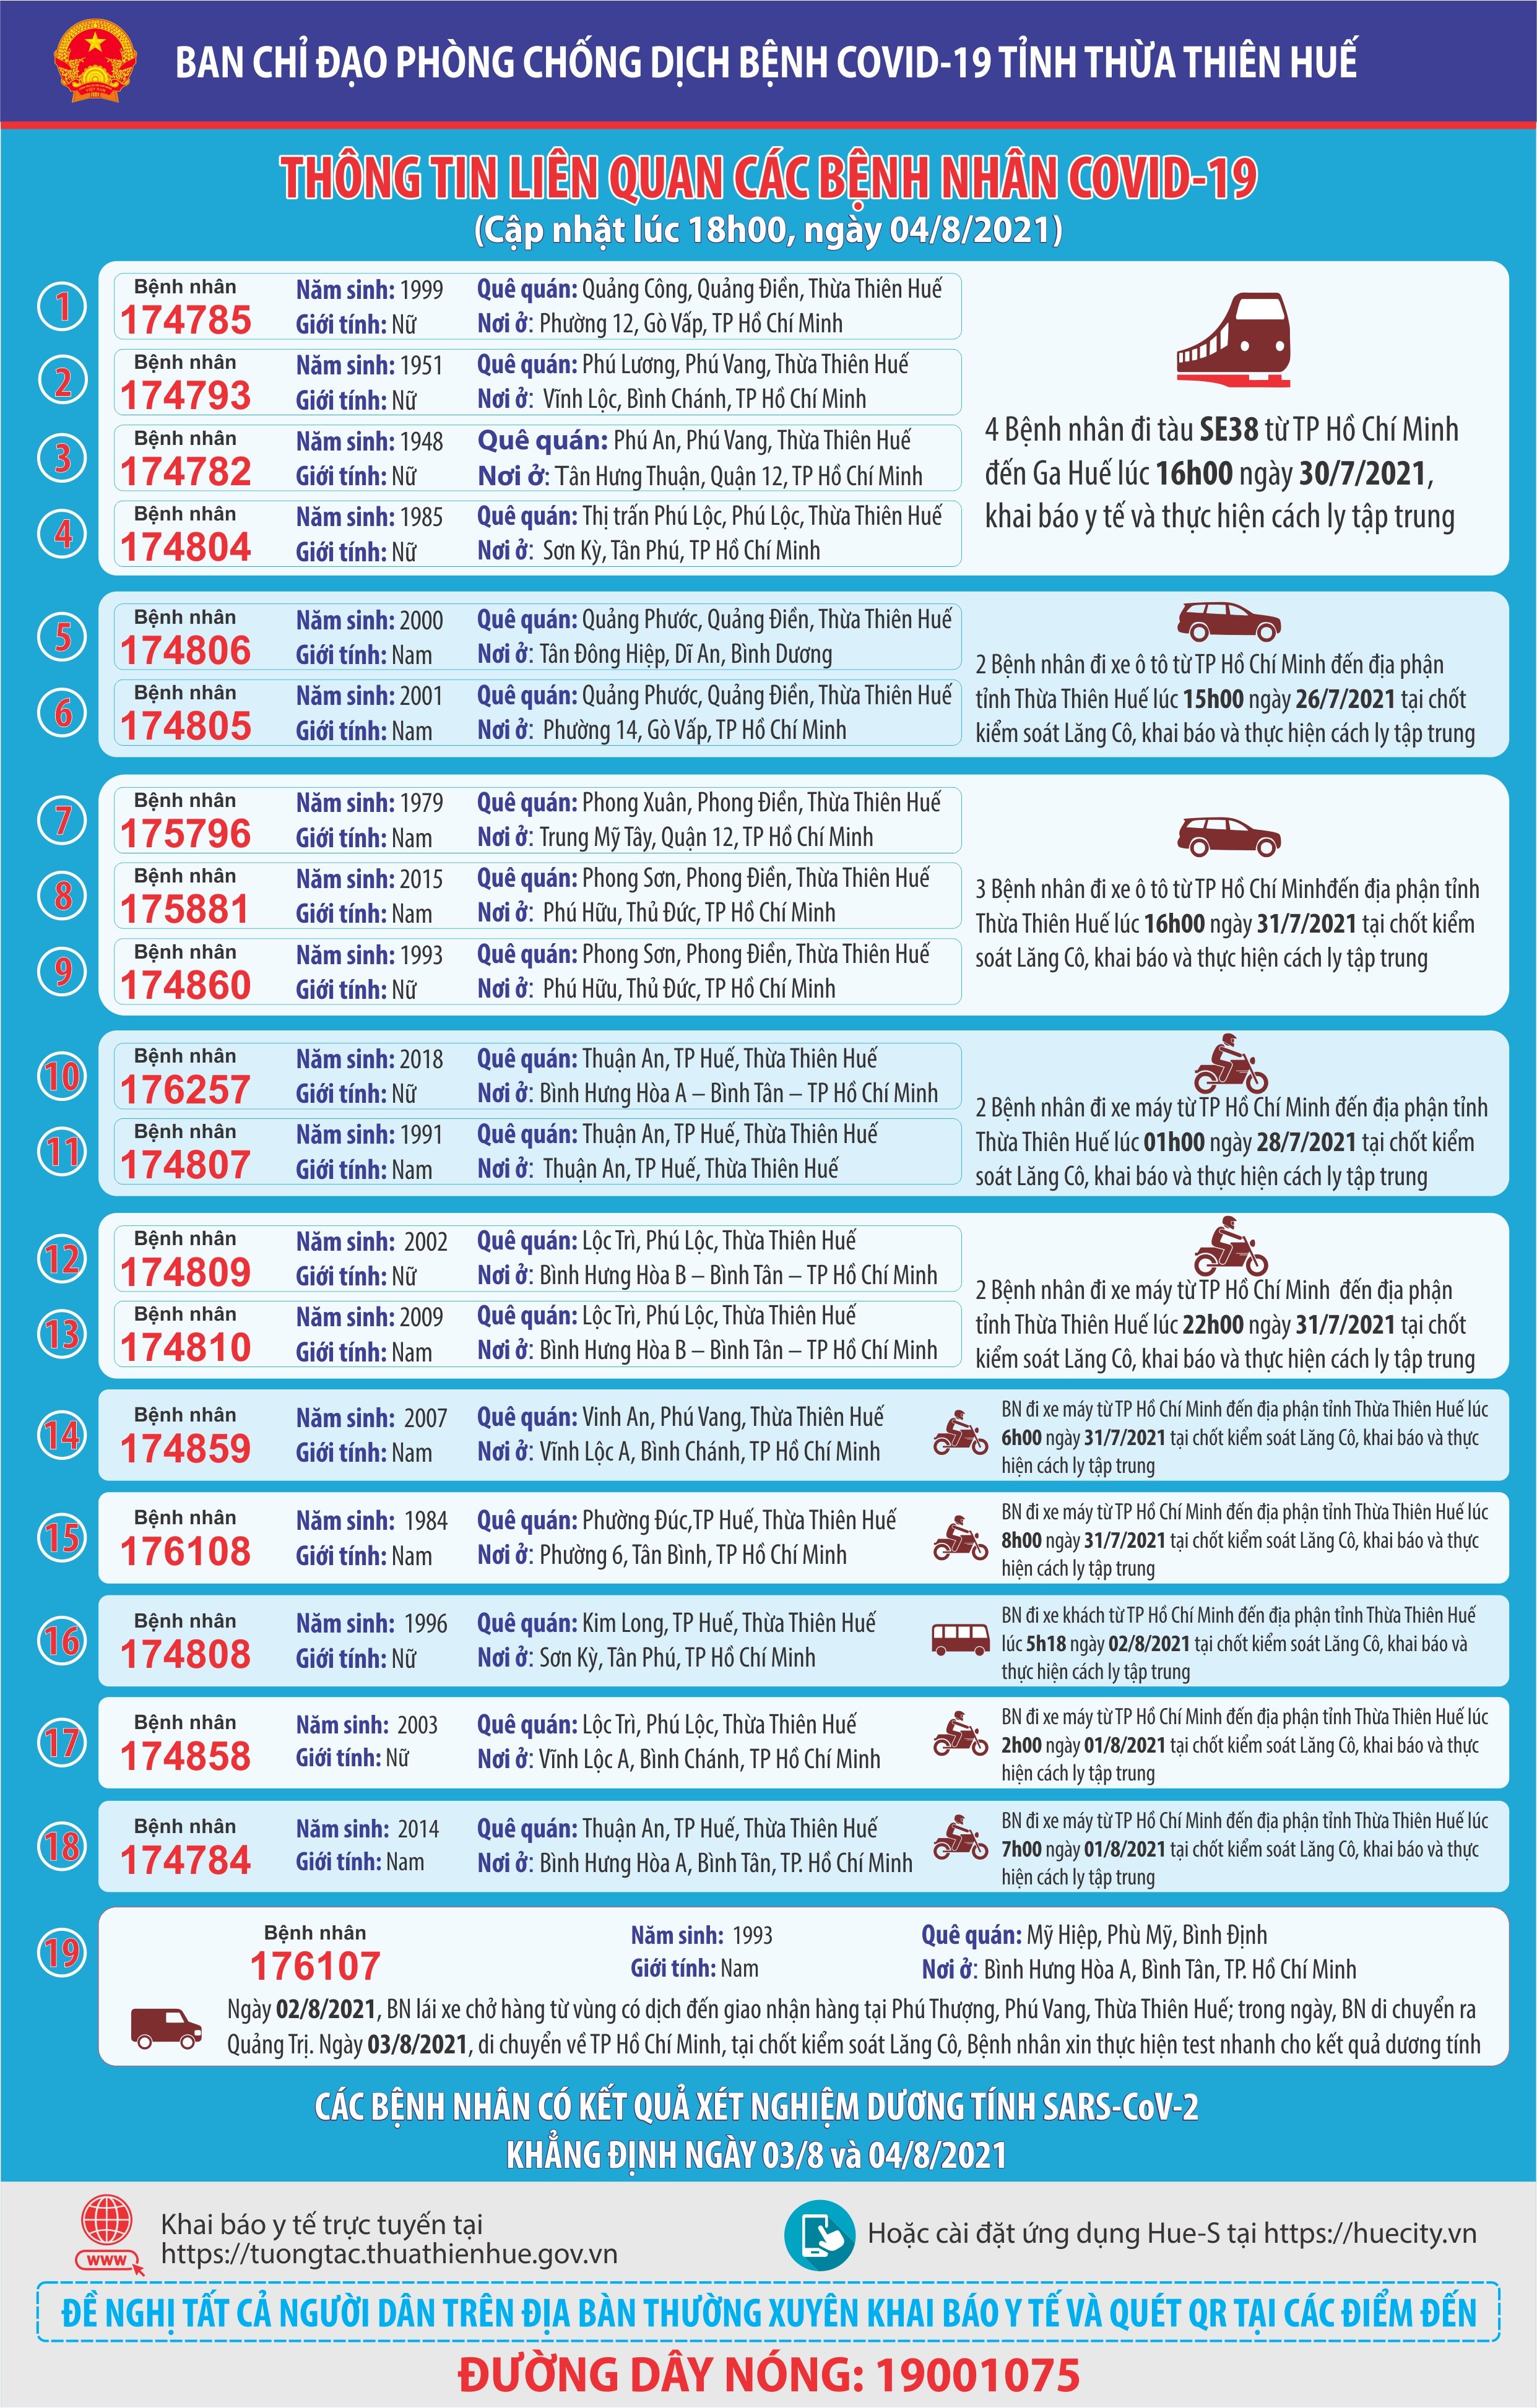 BAN CHỈ ĐẠO PHÒNG CHỐNG DỊCH BỆNH COVID-19 TỈNH THỪA THIÊN HUẾ
THÔNG TIN LIÊN QUAN CÁC BỆNH NHÂN COVID-19
(Cập nhật lúc 18h00, ngày 04/8/2021)
1
Bệnh nhân
174785
Năm sinh: 1999
Giới tính: Nữ
Quê quán: Quảng Công, Quảng Điền, Thừa Thiên Huế
Nơi ở: Phường 12, Gò Vấp, TP Hồ Chí Minh
2
Bệnh nhân
174793
Năm sinh: 1951
Giới tính: Nữ
Quê quán: Phú Lương, Phú Vang, Thừa Thiên Huế
Nơi ở: Vĩnh Lộc, Bình Chánh, TP Hồ Chí Minh
3
Bệnh nhân
174782
Năm sinh: 1948
Giới tính: Nữ
Quê quán: Phú An, Phú Vang, Thừa Thiên Huế
Nơi ở: Tân Hưng Thuận, Quận 12, TP Hồ Chí Minh
4
Bệnh nhân
174804
Năm sinh: 1985
Giới tính: Nữ
Quê quán: Thị trấn Phú Lộc, Phú Lộc, Thừa Thiên Huế
Nơi ở: Sơn Kỳ, Tân Phú, TP Hồ Chí Minh
4 Bệnh nhân đi tàu SE38 từ TP Hồ Chí Minh
đến Ga Huế lúc 16h00 ngày 30/7/2021,
khai báo y tế và thực hiện cách ly tập trung
5
Bệnh nhân
174806
Năm sinh: 2000
Giới tính: Nam
Quê quán: Quảng Phước, Quảng Điền, Thừa Thiên Huế
Nơi ở: Tân Đông Hiệp, Dĩ An, Bình Dương
6
Bệnh nhân
174805
Năm sinh: 2001
Giới tính: Nam
Quê quán: Quảng Phước, Quảng Điền, Thừa Thiên Huế
Nơi ở: Phường 14, Gò Vấp, TP Hồ Chí Minh
2 Bệnh nhân đi xe ô tô từ TP Hồ Chí Minh đến địa phận
tỉnh Thừa Thiên Huế lúc 15h00 ngày 26/7/2021 tại chốt
kiểm soát Lăng Cô, khai báo và thực hiện cách ly tập trung
7
Bệnh nhân
175796
Năm sinh: 1979
Giới tính: Nam
Quê quán: Phong Xuân, Phong Điền, Thừa Thiên Huế
Nơi ở: Trung Mỹ Tây, Quận 12, TP Hồ Chí Minh
8
Bệnh nhân
175881
Năm sinh: 2015
Giới tính: Nam
Quê quán: Phong Sơn, Phong Điền, Thừa Thiên Huế
Nơi ở: Phú Hữu, Thủ Đức, TP Hồ Chí Minh
9
Bệnh nhân
174860
Năm sinh: 1993
Giới tính: Nữ
Quê quán: Phong Sơn, Phong Điền, Thừa Thiên Huế
Nơi ở: Phú Hữu, Thủ Đức, TP Hồ Chí Minh
3 Bệnh nhân đi xe ô tô từ TP Hồ Chí Minhđến địa phận tỉnh
Thừa Thiên Huế lúc 16h00 ngày 31/7/2021 tại chốt kiểm
soát Lăng Cô, khai báo và thực hiện cách ly tập trung
10
Bệnh nhân
176257
Năm sinh: 2018
Giới tính: Nữ
Quê quán: Thuận An, TP Huế, Thừa Thiên Huế
Nơi ở: Bình Hưng Hòa A – Bình Tân – TP Hồ Chí Minh
11
Bệnh nhân
174807
Năm sinh: 1991
Giới tính: Nam
Quê quán: Thuận An, TP Huế, Thừa Thiên Huế
Nơi ở: Thuận An, TP Huế, Thừa Thiên Huế
2 Bệnh nhân đi xe máy từ TP Hồ Chí Minh đến địa phận tỉnh
Thừa Thiên Huế lúc 01h00 ngày 28/7/2021 tại chốt kiểm
soát Lăng Cô, khai báo và thực hiện cách ly tập trung
12
Bệnh nhân
174809
Năm sinh: 2002
Giới tính: Nữ
Quê quán: Lộc Trì, Phú Lộc, Thừa Thiên Huế
Nơi ở: Bình Hưng Hòa B – Bình Tân – TP Hồ Chí Minh
13
Bệnh nhân
174810
Năm sinh: 2009
Giới tính: Nam
Quê quán: Lộc Trì, Phú Lộc, Thừa Thiên Huế
Nơi ở: Bình Hưng Hòa B – Bình Tân – TP Hồ Chí Minh
2 Bệnh nhân đi xe máy từ TP Hồ Chí Minh đến địa phận
tỉnh Thừa Thiên Huế lúc 22h00 ngày 31/7/2021 tại chốt
kiểm soát Lăng Cô, khai báo và thực hiện cách ly tập trung
14
Bệnh nhân
174859
Năm sinh: 2007
Giới tính: Nam
Quê quán: Vinh An, Phú Vang, Thừa Thiên Huế
Nơi ở: Vĩnh Lộc A, Bình Chánh, TP Hồ Chí Minh
BN đi xe máy từ TP Hồ Chí Minh đến địa phận tỉnh Thừa Thiên Huế lúc
6h00 ngày 31/7/2021 tại chốt kiểm soát Lăng Cô, khai báo và thực
hiện cách ly tập trung
15
Bệnh nhân
176108
Năm sinh: 1984
Giới tính: Nam
Quê quán: Phường Đúc,TP Huế, Thừa Thiên Huế
Nơi ở: Phường 6, Tân Bình, TP Hồ Chí Minh
BN đi xe máy từ TP Hồ Chí Minh đến địa phận tỉnh Thừa Thiên Huế lúc
8h00 ngày 31/7/2021 tại chốt kiểm soát Lăng Cô, khai báo và thực
hiện cách ly tập trung
16
Bệnh nhân
174808
Năm sinh: 1996
Giới tính: Nữ
Quê quán: Kim Long, TP Huế, Thừa Thiên Huế
Nơi ở: Sơn Kỳ, Tân Phú, TP Hồ Chí Minh
BN đi xe khách từ TP Hồ Chí Minh đến địa phận tỉnh Thừa Thiên Huế
lúc 5h18 ngày 02/8/2021 tại chốt kiểm soát Lăng Cô, khai báo và
thực hiện cách ly tập trung
17
Bệnh nhân
174858
Năm sinh: 2003
Giới tính: Nữ
Quê quán: Lộc Trì, Phú Lộc, Thừa Thiên Huế
Nơi ở: Vĩnh Lộc A, Bình Chánh, TP Hồ Chí Minh
BN đi xe máy từ TP Hồ Chí Minh đến địa phận tỉnh Thừa Thiên Huế lúc
2h00 ngày 01/8/2021 tại chốt kiểm soát Lăng Cô, khai báo và thực
hiện cách ly tập trung
18
Bệnh nhân
174784
Năm sinh: 2014
Giới tính: Nam
Quê quán: Thuận An, TP Huế, Thừa Thiên Huế
Nơi ở: Bình Hưng Hòa A, Bình Tân, TP. Hồ Chí Minh
BN đi xe máy từ TP Hồ Chí Minh đến địa phận tỉnh Thừa Thiên Huế lúc
7h00 ngày 01/8/2021 tại chốt kiểm soát Lăng Cô, khai báo và thực
hiện cách ly tập trung
19
Bệnh nhân
176107
Năm sinh: 1993
Giới tính: Nam
Quê quán: Mỹ Hiệp, Phù Mỹ, Bình Định
Nơi ở: Bình Hưng Hòa A, Bình Tân, TP. Hồ Chí Minh
Ngày 02/8/2021, BN lái xe chở hàng từ vùng có dịch đến giao nhận hàng tại Phú Thượng, Phú Vang, Thừa Thiên Huế; trong ngày, BN di chuyển ra
Quảng Trị. Ngày 03/8/2021, di chuyển về TP Hồ Chí Minh, tại chốt kiểm soát Lăng Cô, Bệnh nhân xin thực hiện test nhanh cho kết quả dương tính
CÁC BỆNH NHÂN CÓ KẾT QUẢ XÉT NGHIỆM DƯƠNG TÍNH SARS-CoV-2
KHẲNG ĐỊNH NGÀY 03/8 và 04/8/2021
www
Khai báo y tế trực tuyến tại
https://tuongtac.thuathienhue.gov.vn
Hoặc cài đặt ứng dụng Hue-S tại https://huecity.vn
ĐỀ NGHỊ TẤT CẢ NGƯỜI DÂN TRÊN ĐỊA BÀN THƯỜNG XUYÊN KHAI BÁO Y TẾ VÀ QUÉT QR TẠI CÁC ĐIỂM ĐẾN
ĐƯỜNG DÂY NÓNG: 19001075